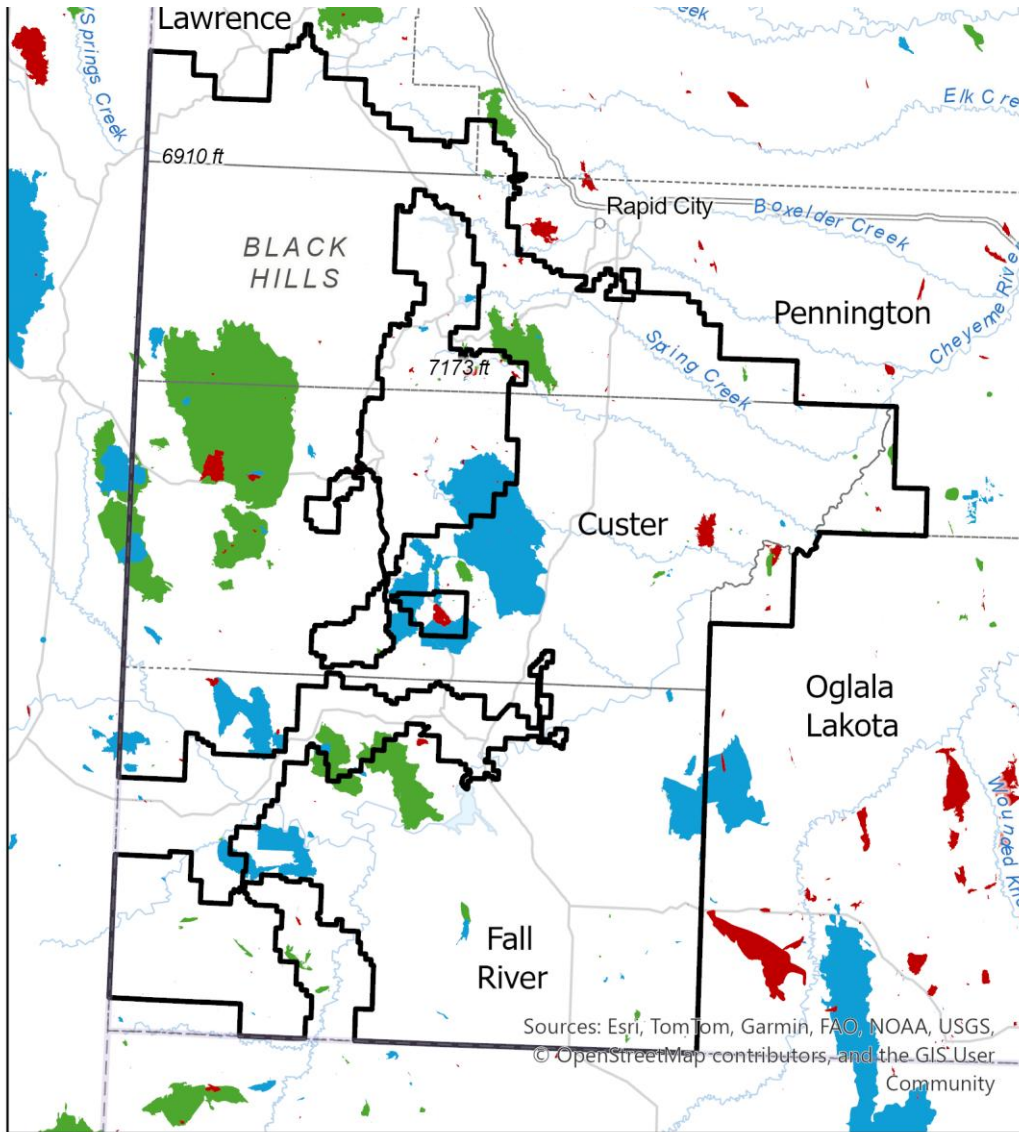 Lawrence
Springs Creek
Creek
Elk Cre
6910 ft
Rapid City
Boxelder Creek
BLACK
HILLS
Pennington
Cheyenne River
Spring Creek
7173 ft
Custer
Oglala
Lakota
Wounded Kne
Fall
River
Sources: Esri, TomTom, Garmin, FAO, NOAA, USGS,
© OpenStreetMap contributors, and the GIS User
Community